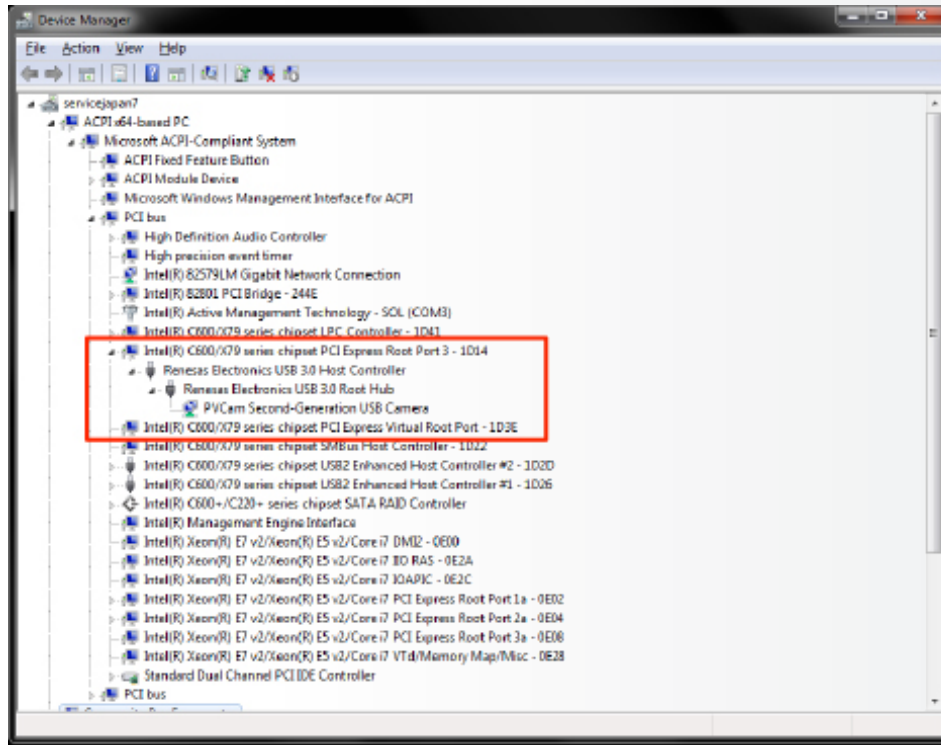 Device Manager
File Action View Help
servicejapan7
ACPI x64-based PC
Microsoft ACPI-Compliant System
ACPI Fixed Feature Button
ACPI Module Device
Microsoft Windows Management Interface for ACPI
PCI bus
High Definition Audio Controller
High precision event timer
Intel(R) 82579LM Gigabit Network Connection
Intel(R) 82801 PCI Bridge - 244E
Intel(R) Active Management Technology - SOL (COM3)
Intel(R) C600/X79 series chipset LPC Controller - 1D41
Intel(R) C600/X79 series chipset PCI Express Root Port 3 - 1D14
Renesas Electronics USB 3.0 Host Controller
Renesas Electronics USB 3.0 Root Hub
PVCam Second-Generation USB Camera
Intel(R) C600/X79 series chipset PCI Express Virtual Root Port - 1D3E
Intel(R) C600/X79 series chipset SMBus Host Controller - 1D22
Intel(R) C600/X79 series chipset USB2 Enhanced Host Controller #2 - 1D2D
Intel(R) C600/X79 series chipset USB2 Enhanced Host Controller #1 - 1D26
Intel(R) C600+/C220+ series chipset SATA RAID Controller
Intel(R) Management Engine Interface
Intel(R) Xeon(R) E7 v2/Xeon(R) E5 v2/Core i7 DMI2 - 0E00
Intel(R) Xeon(R) E7 v2/Xeon(R) E5 v2/Core i7 IIO RAS - 0E2A
Intel(R) Xeon(R) E7 v2/Xeon(R) E5 v2/Core i7 IOAPIC - 0E2C
Intel(R) Xeon(R) E7 v2/Xeon(R) E5 v2/Core i7 PCI Express Root Port 1a - 0E02
Intel(R) Xeon(R) E7 v2/Xeon(R) E5 v2/Core i7 PCI Express Root Port 2a - 0E04
Intel(R) Xeon(R) E7 v2/Xeon(R) E5 v2/Core i7 PCI Express Root Port 3a - 0E08
Intel(R) Xeon(R) E7 v2/Xeon(R) E5 v2/Core i7 VTd/Memory Map/Misc - 0E28
Standard Dual Channel PCI IDE Controller
PCI bus